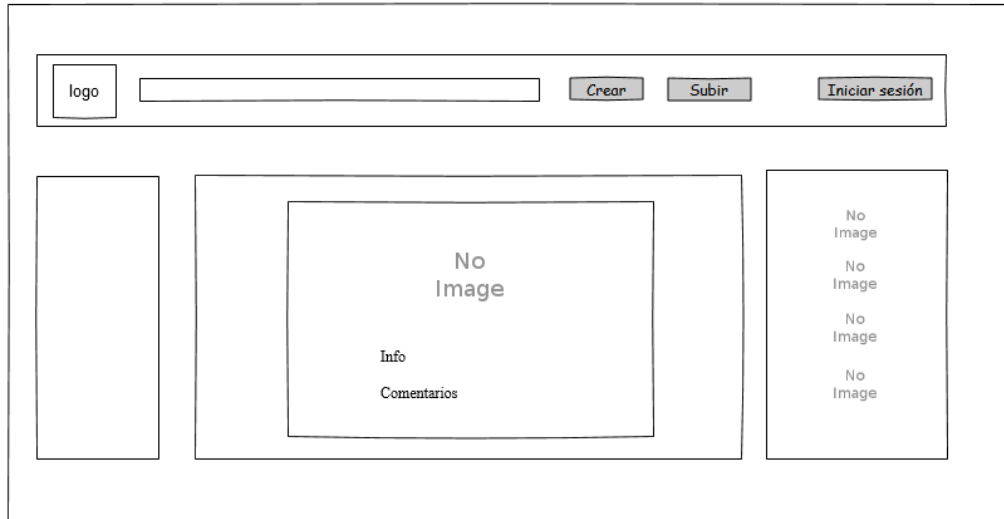 logo
Crear
Subir
Iniciar sesión
No
Image
Info
Comentarios
No
Image
No
Image
No
Image
No
Image